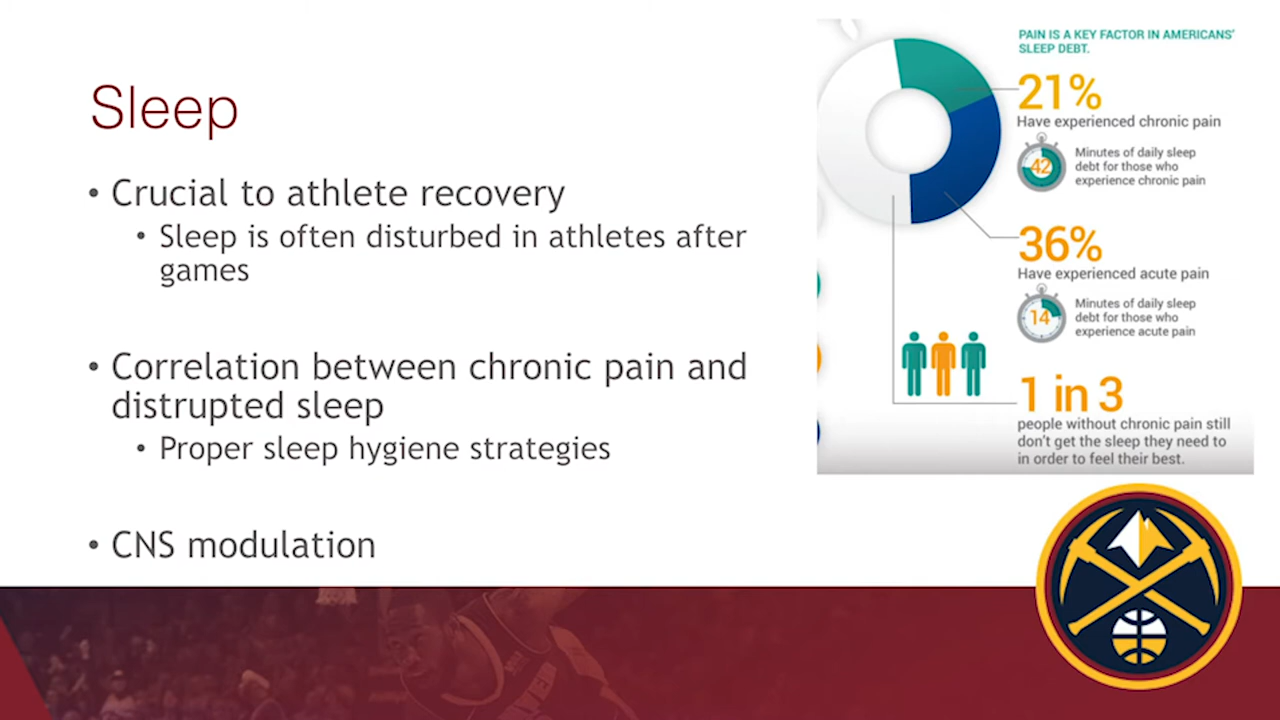 Sleep
• Crucial to athlete recovery
• Sleep is often disturbed in athletes after
games
• Correlation between chronic pain and
distrupted sleep
• Proper sleep hygiene strategies
• CNS modulation
PAIN IS A KEY FACTOR IN AMERICANS'
SLEEP DEBT.
21%
Have experienced chronic pain
42
Minutes of daily sleep
debt for those who
experience chronic pain
36%
Have experienced acute pain
14
Minutes of daily sleep
debt for those who
experience acute pain
1 in 3
people without chronic pain still
don't get the sleep they need to
in order to feel their best.